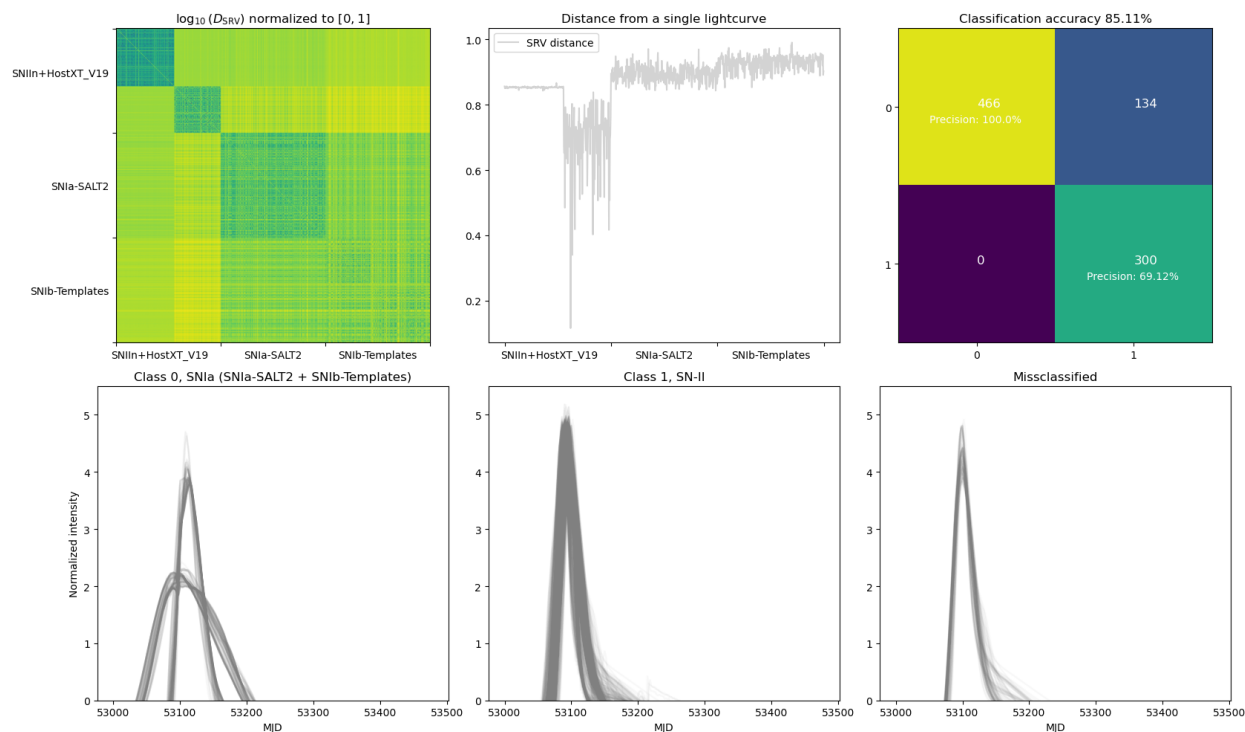 log₁₀ (D_SRV) normalized to [0, 1]
SNIIn+HostXT_V19
SNIa-SALT2
SNIb-Templates
SNIIn+HostXT_V19
SNIa-SALT2
SNIb-Templates
Distance from a single lightcurve
SRV distance
1.0
0.8
0.6
0.4
0.2
SNIIn+HostXT_V19
SNIa-SALT2
SNIb-Templates
Classification accuracy 85.11%
0
1
466
Precision: 100.0%
134
0
300
Precision: 69.12%
0
1
Class 0, SNIa (SNIa-SALT2 + SNIb-Templates)
Normalized intensity
5
4
3
2
1
0
53000
53100
53200
53300
53400
53500
MJD
Class 1, SN-II
5
4
3
2
1
0
53000
53100
53200
53300
53400
53500
MJD
Missclassified
5
4
3
2
1
0
53000
53100
53200
53300
53400
53500
MJD